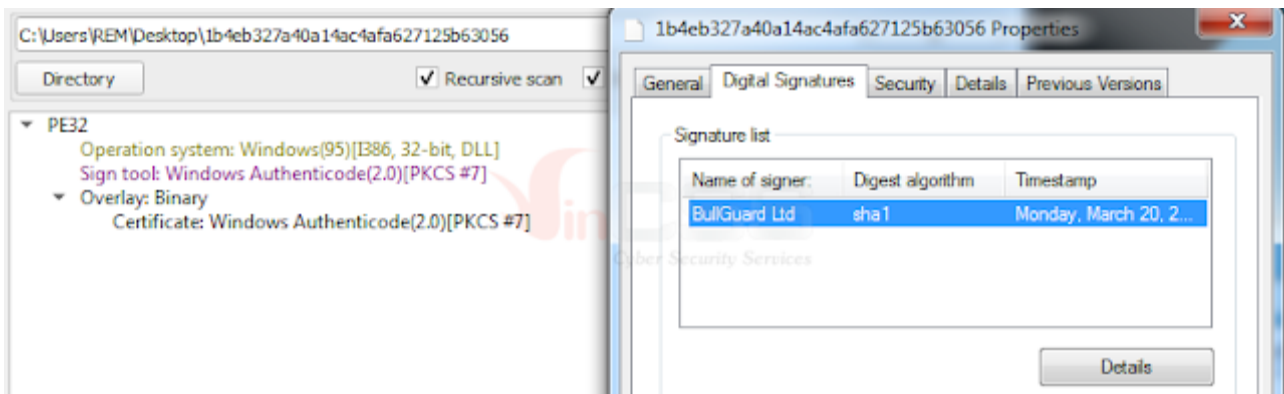 C:\Users\REM\Desktop\1b4eb327a40a14ac4afa627125b63056
Directory
Recursive scan
PE32
Operation system: Windows(95)[I386, 32-bit, DLL]
Sign tool: Windows Authenticode(2.0)[PKCS #7]
Overlay: Binary
Certificate: Windows Authenticode(2.0)[PKCS #7]
1b4eb327a40a14ac4afa627125b63056 Properties
General Digital Signatures Security Details Previous Versions
Signature list
Name of signer: Digest algorithm Timestamp
BullGuard Ltd sha1 Monday, March 20, 2...
Details
Cyber Security Services